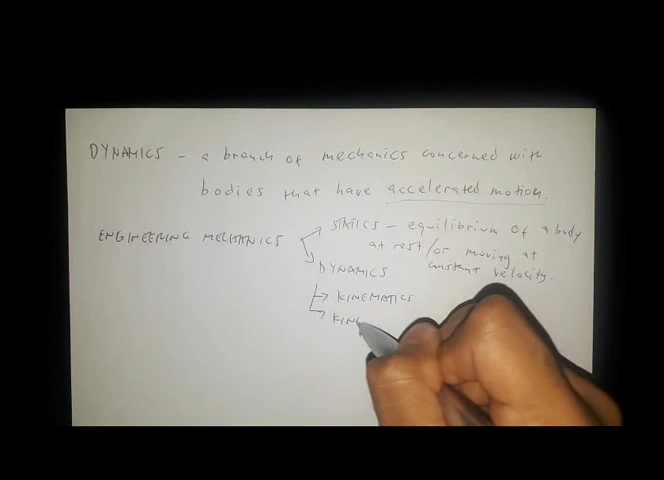 DYNAMICS - a branch of mechanics concerned with
bodies that have accelerated motion.
ENGINEERING MECHANICS
STATICS - equilibrium of a body
at rest/or moving at
constant velocity.
DYNAMICS
KINEMATICS
KIN